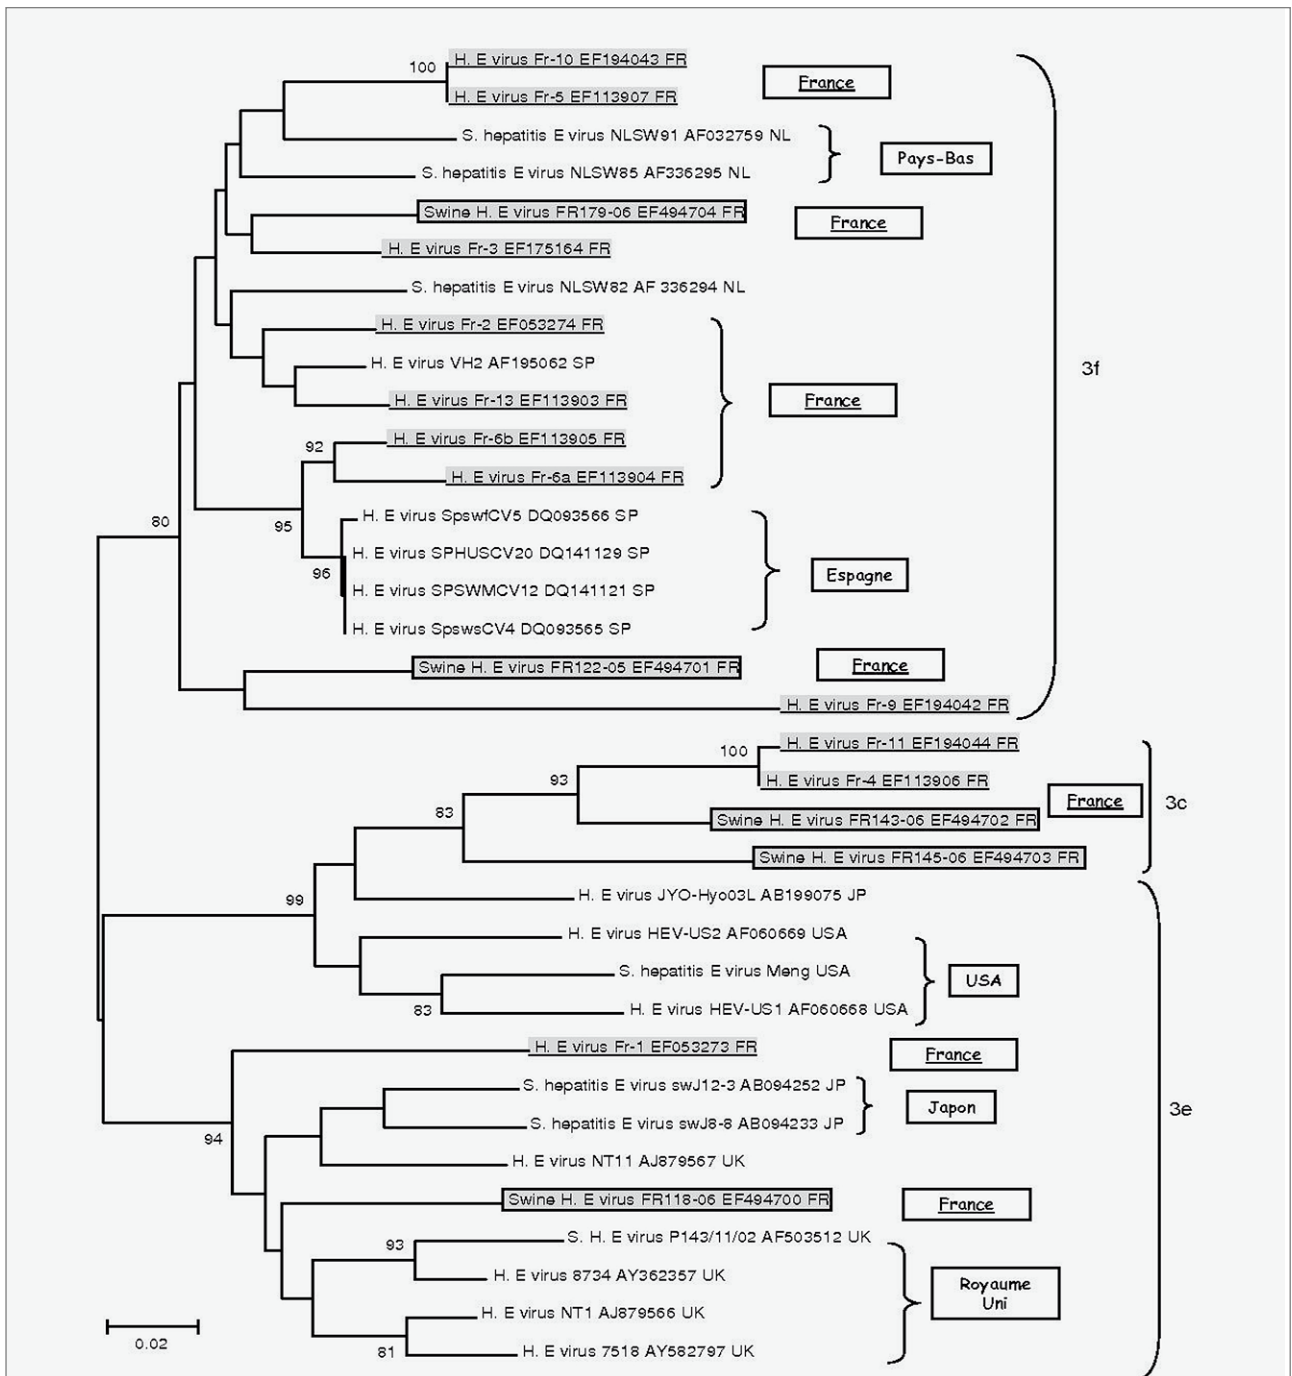 H. E virus Fr-10 EF194043 FR
100
France
H. E virus Fr-5 EF113907 FR
S. hepatitis E virus NLSW91 AF032759 NL
Pays-Bas
S. hepatitis E virus NLSW85 AF336295 NL
Swine H. E virus FR179-06 EF494704 FR
France
H. E virus Fr-3 EF175164 FR
S. hepatitis E virus NLSW82 AF 336294 NL
H. E virus Fr-2 EF053274 FR
H. E virus VH2 AF195062 SP
3f
H. E virus Fr-13 EF113903 FR
France
H. E virus Fr-6b EF113905 FR
92
H. E virus Fr-6a EF113904 FR
H. E virus SpswfCV5 DQ093566 SP
80
95
H. E virus SPHUSCV20 DQ141129 SP
96
Espagne
H. E virus SPSWMCV12 DQ141121 SP
H. E virus SpswsCV4 DQ093565 SP
Swine H. E virus FR122-05 EF494701 FR
France
H. E virus Fr-9 EF194042 FR
H. E virus Fr-11 EF194044 FR
100
H. E virus Fr-4 EF113906 FR
93
France
3c
83
Swine H. E virus FR143-06 EF494702 FR
Swine H. E virus FR145-06 EF494703 FR
H. E virus JYO-Hyo03L AB199075 JP
99
H. E virus HEV-US2 AF060669 USA
S. hepatitis E virus Meng USA
USA
83
H. E virus HEV-US1 AF060668 USA
H. E virus Fr-1 EF053273 FR
France
S. hepatitis E virus swJ12-3 AB094252 JP
Japon
3e
S. hepatitis E virus swJ8-8 AB094233 JP
94
H. E virus NT11 AJ879567 UK
Swine H. E virus FR118-06 EF494700 FR
France
S. H. E virus P143/11/02 AF503512 UK
93
H. E virus 8734 AY362357 UK
Royaume
Uni
H. E virus NT1 AJ879566 UK
0.02
81
H. E virus 7518 AY582797 UK